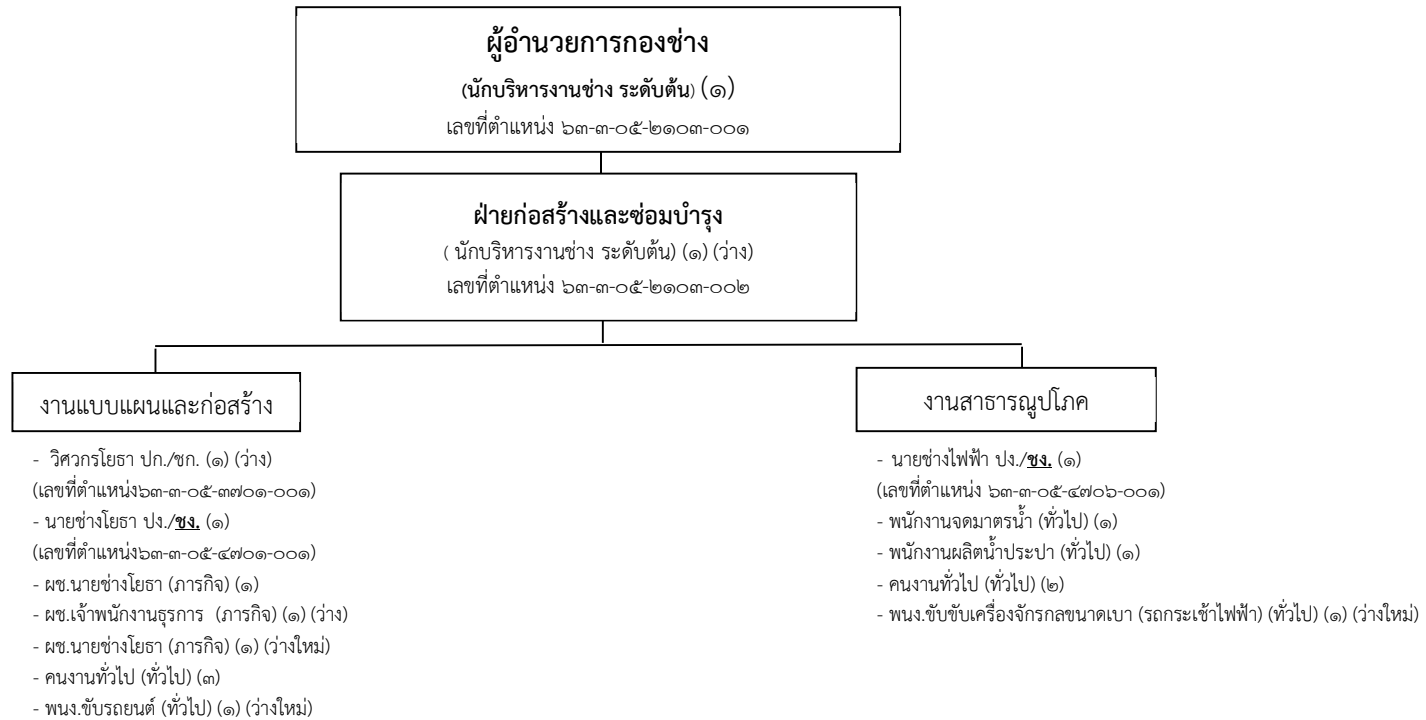 ผู้อำนวยการกองช่าง
(นักบริหารงานช่าง ระดับต้น) (๑)
เลขที่ตำแหน่ง ๖๓-๓-๐๕-๒๑๐๓-๐๐๑
ฝ่ายก่อสร้างและซ่อมบำรุง
( นักบริหารงานช่าง ระดับต้น) (๑) (ว่าง)
เลขที่ตำแหน่ง ๖๓-๓-๐๕-๒๑๐๓-๐๐๒
งานแบบแผนและก่อสร้าง
- วิศวกรโยธา ปก./ชก. (๑) (ว่าง)
(เลขที่ตำแหน่ง๖๓-๓-๐๕-๓๗๐๑-๐๐๑)
- นายช่างโยธา ปง./ชง. (๑)
(เลขที่ตำแหน่ง๖๓-๓-๐๕-๔๗๐๑-๐๐๑)
- ผช.นายช่างโยธา (ภารกิจ) (๑)
- ผช.เจ้าพนักงานธุรการ (ภารกิจ) (๑) (ว่าง)
- ผช.นายช่างโยธา (ภารกิจ) (๑) (ว่างใหม่)
- คนงานทั่วไป (ทั่วไป) (๓)
- พนง.ขับรถยนต์ (ทั่วไป) (๑) (ว่างใหม่)
งานสาธารณูปโภค
- นายช่างไฟฟ้า ปง./ชง. (๑)
(เลขที่ตำแหน่ง ๖๓-๓-๐๕-๔๗๐๖-๐๐๑)
- พนักงานจดมาตรน้ำ (ทั่วไป) (๑)
- พนักงานผลิตน้ำประปา (ทั่วไป) (๑)
- คนงานทั่วไป (ทั่วไป) (๒)
- พนง.ขับขับเครื่องจักรกลขนาดเบา (รถกระเช้าไฟฟ้า) (ทั่วไป) (๑) (ว่างใหม่)